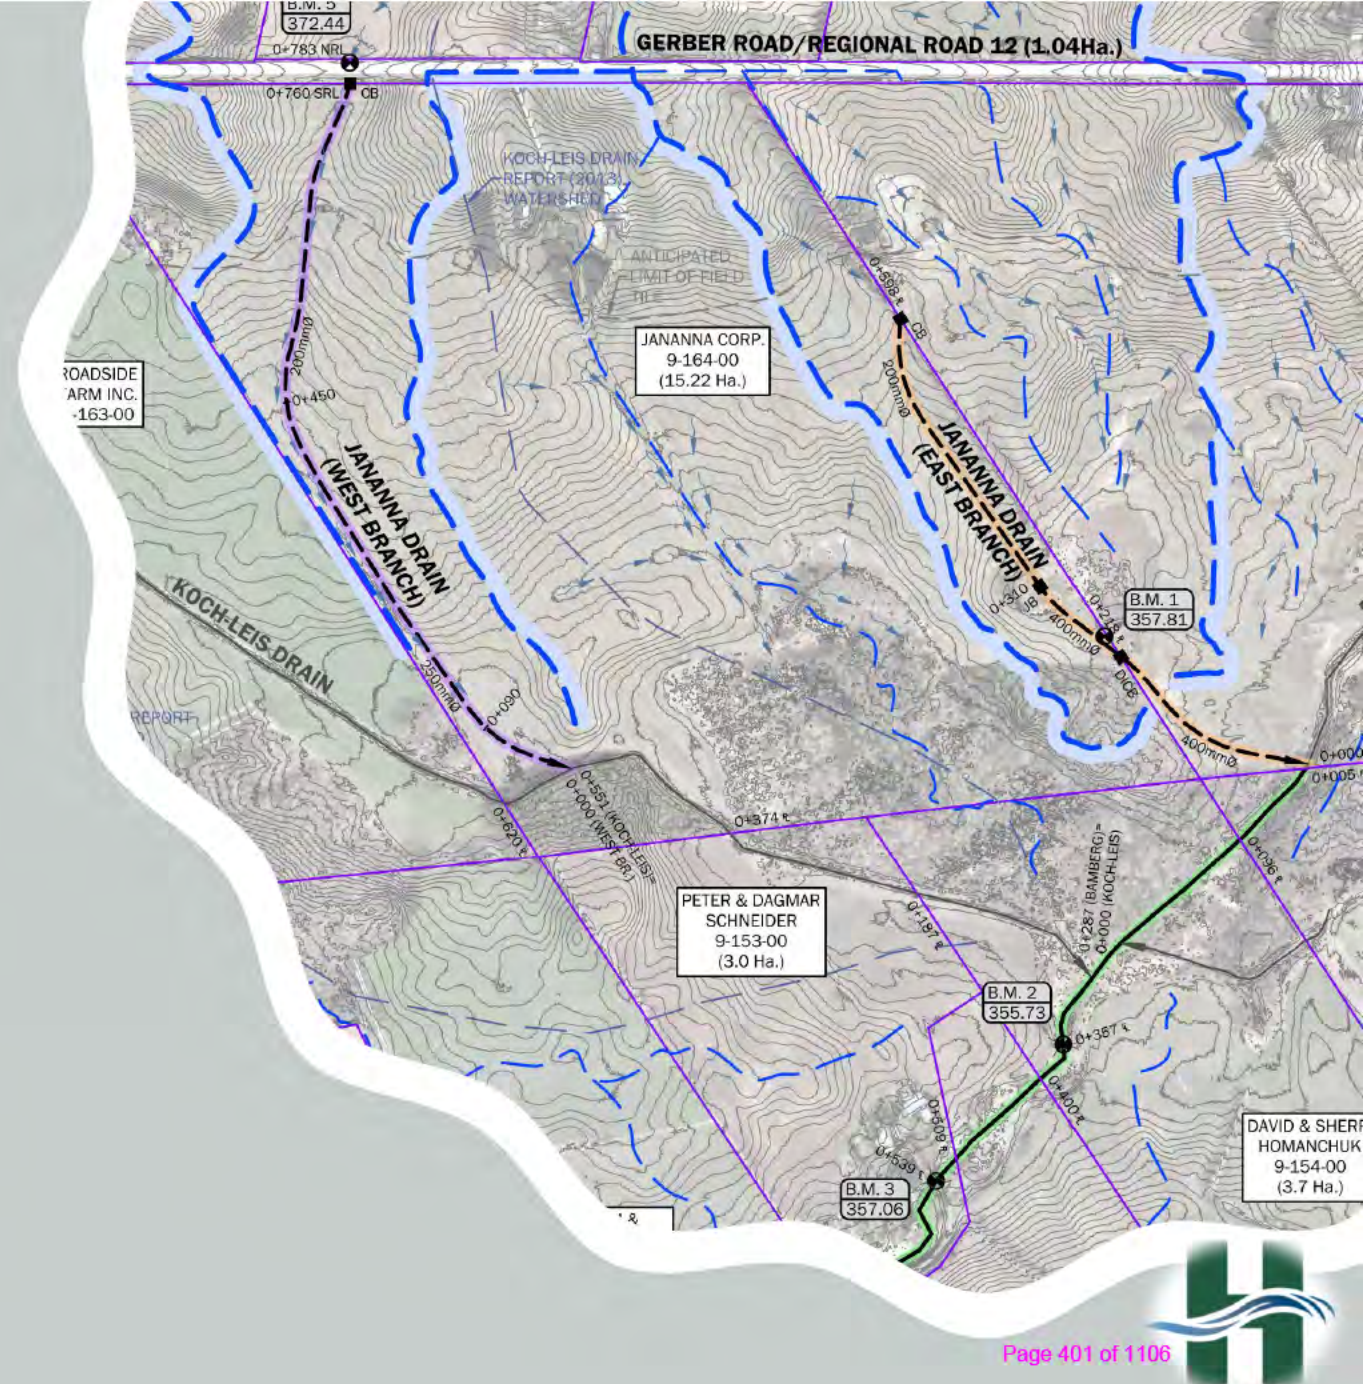 B.M. 5
372.44
0+783 NRL
GERBER ROAD/REGIONAL ROAD 12 (1.04Ha.)
0+760 SRL
CB
KOCH-LEIS DRAIN
REPORT (2013)
WATERSHED
ANTICIPATED
LIMIT OF FIELD
TILE
0+598 ℄
CB
JANANNA CORP.
9-164-00
(15.22 Ha.)
200mmØ
200mmØ
ROADSIDE
ARM INC.
-163-00
0+450
JANANNA DRAIN
(WEST BRANCH)
JANANNA DRAIN
(EAST BRANCH)
KOCH-LEIS DRAIN
0+310
JB
400mmØ
B.M. 1
357.81
DICB
250mmØ
0+090
REPORT
400mmØ
0+000
0+005
0+551 (KOCH-LEIS)=
0+000 (WEST BR.)
0+620 ℄
0+374 ℄
0+096 ℄
0+287 (BAMBERG)=
0+000 (KOCH-LEIS)
PETER & DAGMAR
SCHNEIDER
9-153-00
(3.0 Ha.)
0+187 ℄
B.M. 2
355.73
0+367 ℄
0+400 ℄
0+509 ℄
0+539 ℄
B.M. 3
357.06
DAVID & SHERR
HOMANCHUK
9-154-00
(3.7 Ha.)
H
Page 401 of 1106